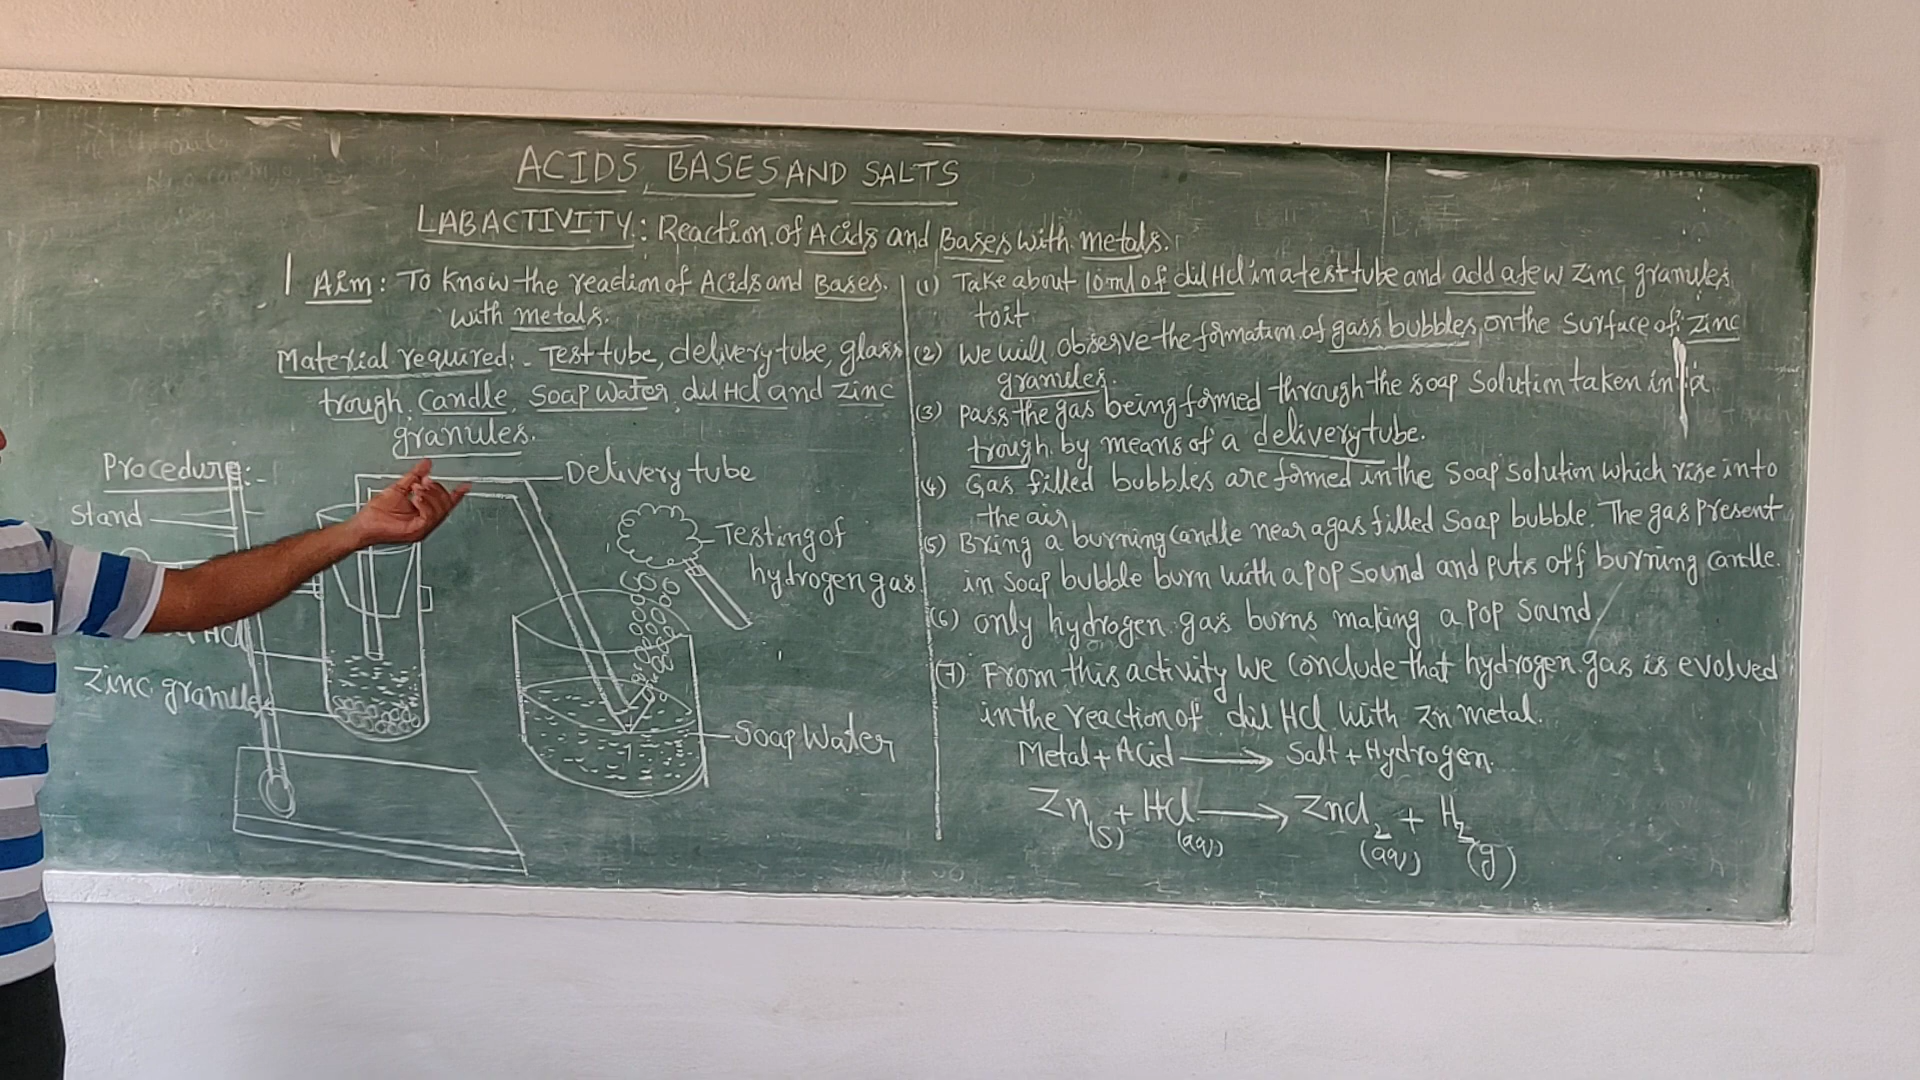 ACIDS, BASES AND SALTS
LAB ACTIVITY: Reaction of Acids and Bases with metals.
Aim: To know the reaction of Acids and Bases.
with metals.
Material required:- Test tube, delivery tube, glass
trough, Candle, Soap Water, dil Hcl and zinc
granules.
Procedure:-
Stand
Delivery tube
Testing of
hydrogen gas
HCl
Zinc granules
Soap Water
(1) Take about 10ml of dil Hcl in a test tube and add a few zinc granules
to it
(2) We will observe the formation of gass bubbles, on the surface of zinc
granules.
(3) pass the gas being formed through the soap solution taken in a
trough by means of a delivery tube.
(4) Gas filled bubbles are formed in the soap solution which rise into
the air
(5) Bring a burning candle near a gas filled soap bubble. The gas present
in soap bubble burn with a pop sound and puts off burning candle.
(6) only hydrogen gas burns making a pop sound.
(7) From this activity we conclude that hydrogen gas is evolved
in the reaction of dil HCl with Zn metal.
Metal + Acid → Salt + Hydrogen.
Zn(s) + Hcl(aq) → Zncl2(aq) + H2(g)